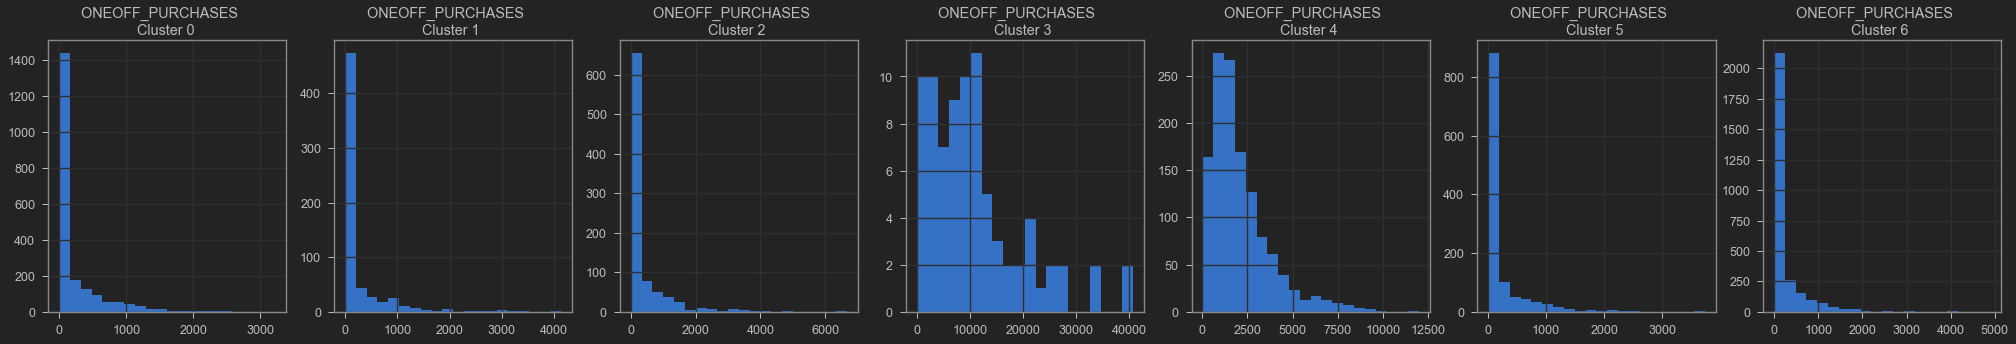 ONEOFF_PURCHASES
Cluster 0
1400
1200
1000
800
600
400
200
0
0 1000 2000 3000
ONEOFF_PURCHASES
Cluster 1
400
300
200
100
0
0 1000 2000 3000 4000
ONEOFF_PURCHASES
Cluster 2
600
500
400
300
200
100
0
0 2000 4000 6000
ONEOFF_PURCHASES
Cluster 3
10
8
6
4
2
0
0 10000 20000 30000 40000
ONEOFF_PURCHASES
Cluster 4
250
200
150
100
50
0
0 2500 5000 7500 10000 12500
ONEOFF_PURCHASES
Cluster 5
800
600
400
200
0
0 1000 2000 3000
ONEOFF_PURCHASES
Cluster 6
2000
1750
1500
1250
1000
750
500
250
0
0 1000 2000 3000 4000 5000